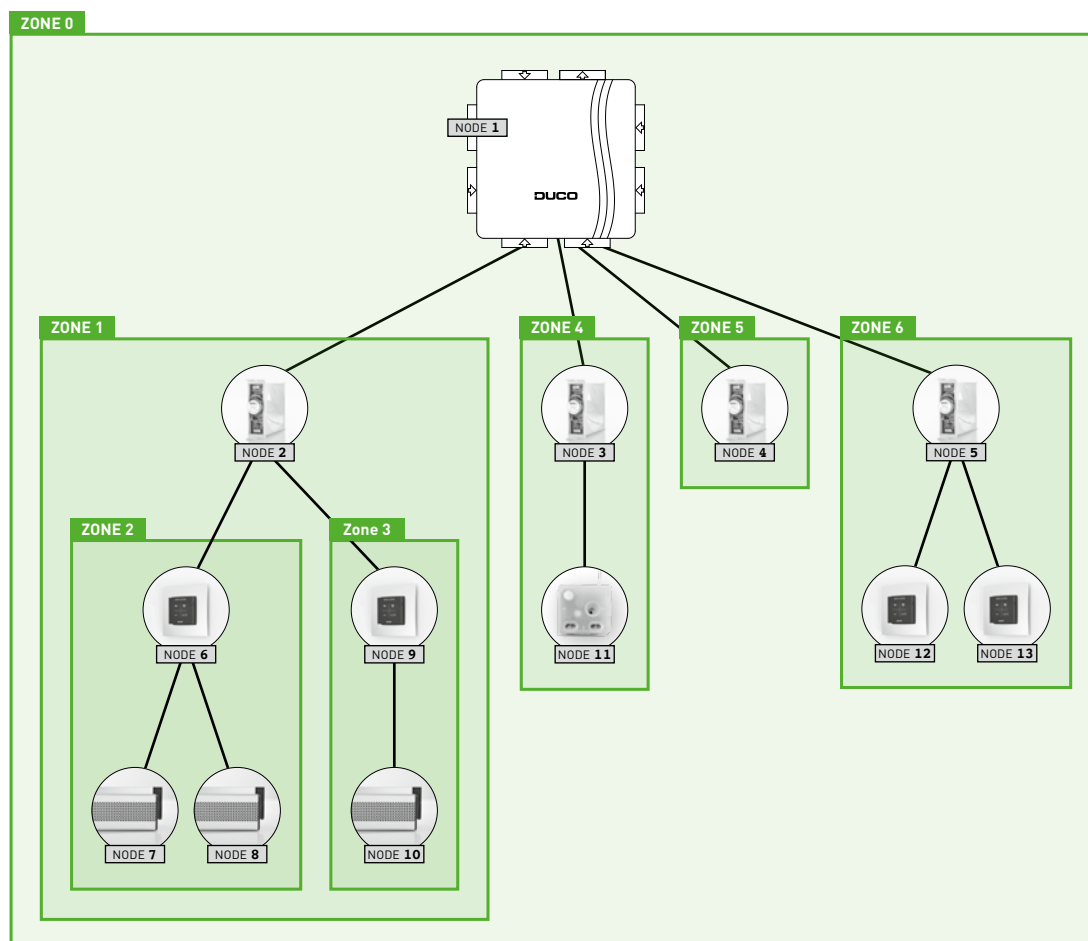 ZONE 0
NODE 1
DUCO
ZONE 1
ZONE 4
ZONE 5
ZONE 6
NODE 2
NODE 3
NODE 4
NODE 5
ZONE 2
Zone 3
NODE 6
NODE 9
NODE 11
NODE 12
NODE 13
NODE 7
NODE 8
NODE 10